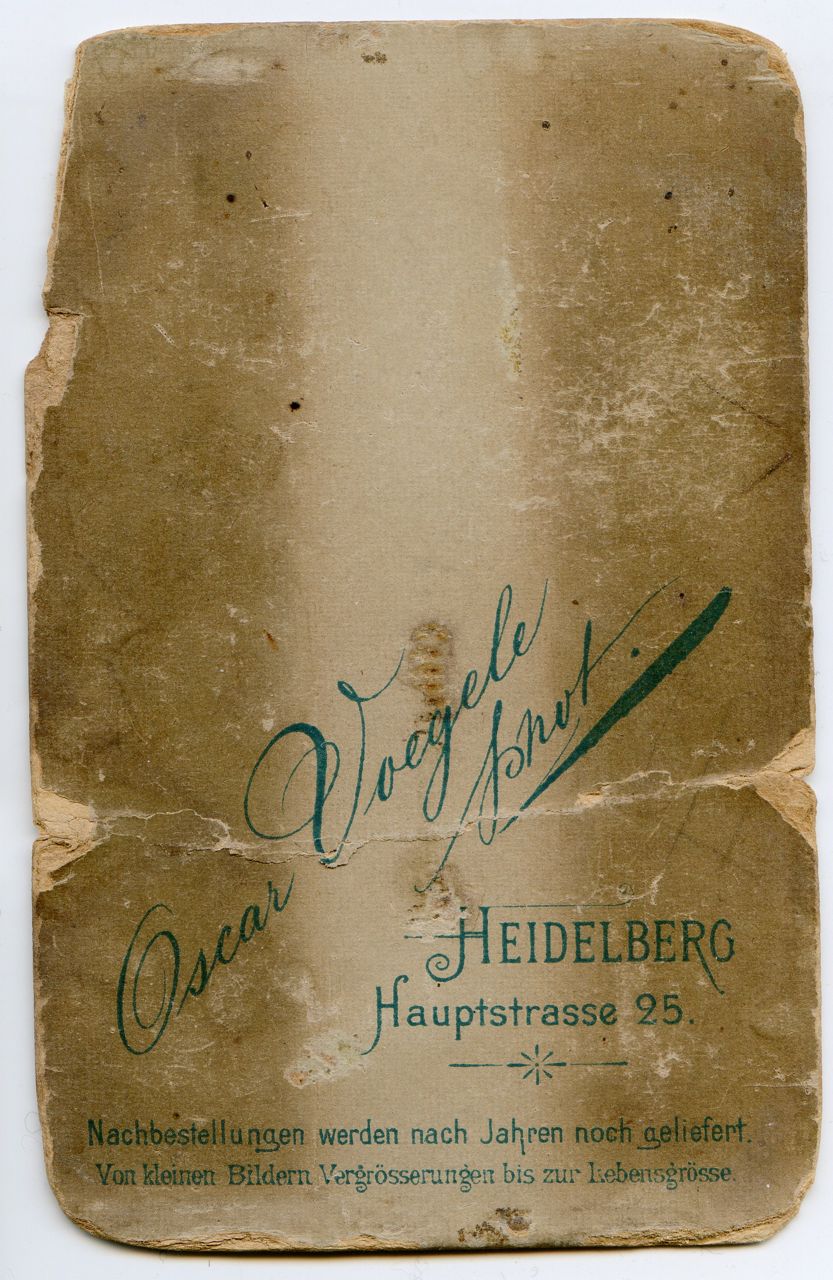 Oscar Voegele
phot.
HEIDELBERG
Hauptstrasse 25.
Nachbestellungen werden nach Jahren noch geliefert.
Von kleinen Bildern Vergrösserungen bis zur Lebensgrösse.